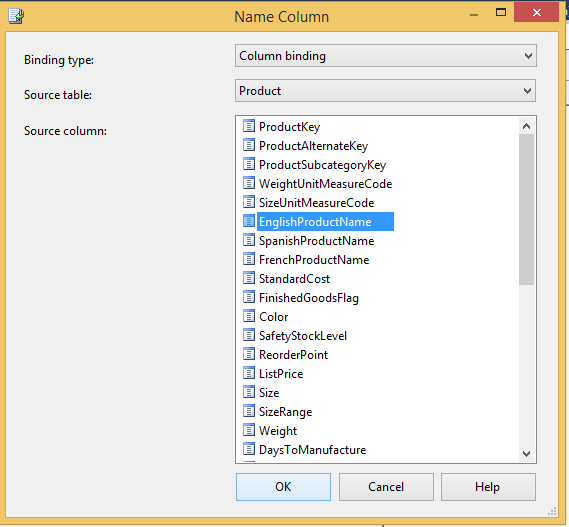 Name Column
Binding type:
Column binding
Source table:
Product
Source column:
ProductKey
ProductAlternateKey
ProductSubcategoryKey
WeightUnitMeasureCode
SizeUnitMeasureCode
EnglishProductName
SpanishProductName
FrenchProductName
StandardCost
FinishedGoodsFlag
Color
SafetyStockLevel
ReorderPoint
ListPrice
Size
SizeRange
Weight
DaysToManufacture
OK
Cancel
Help